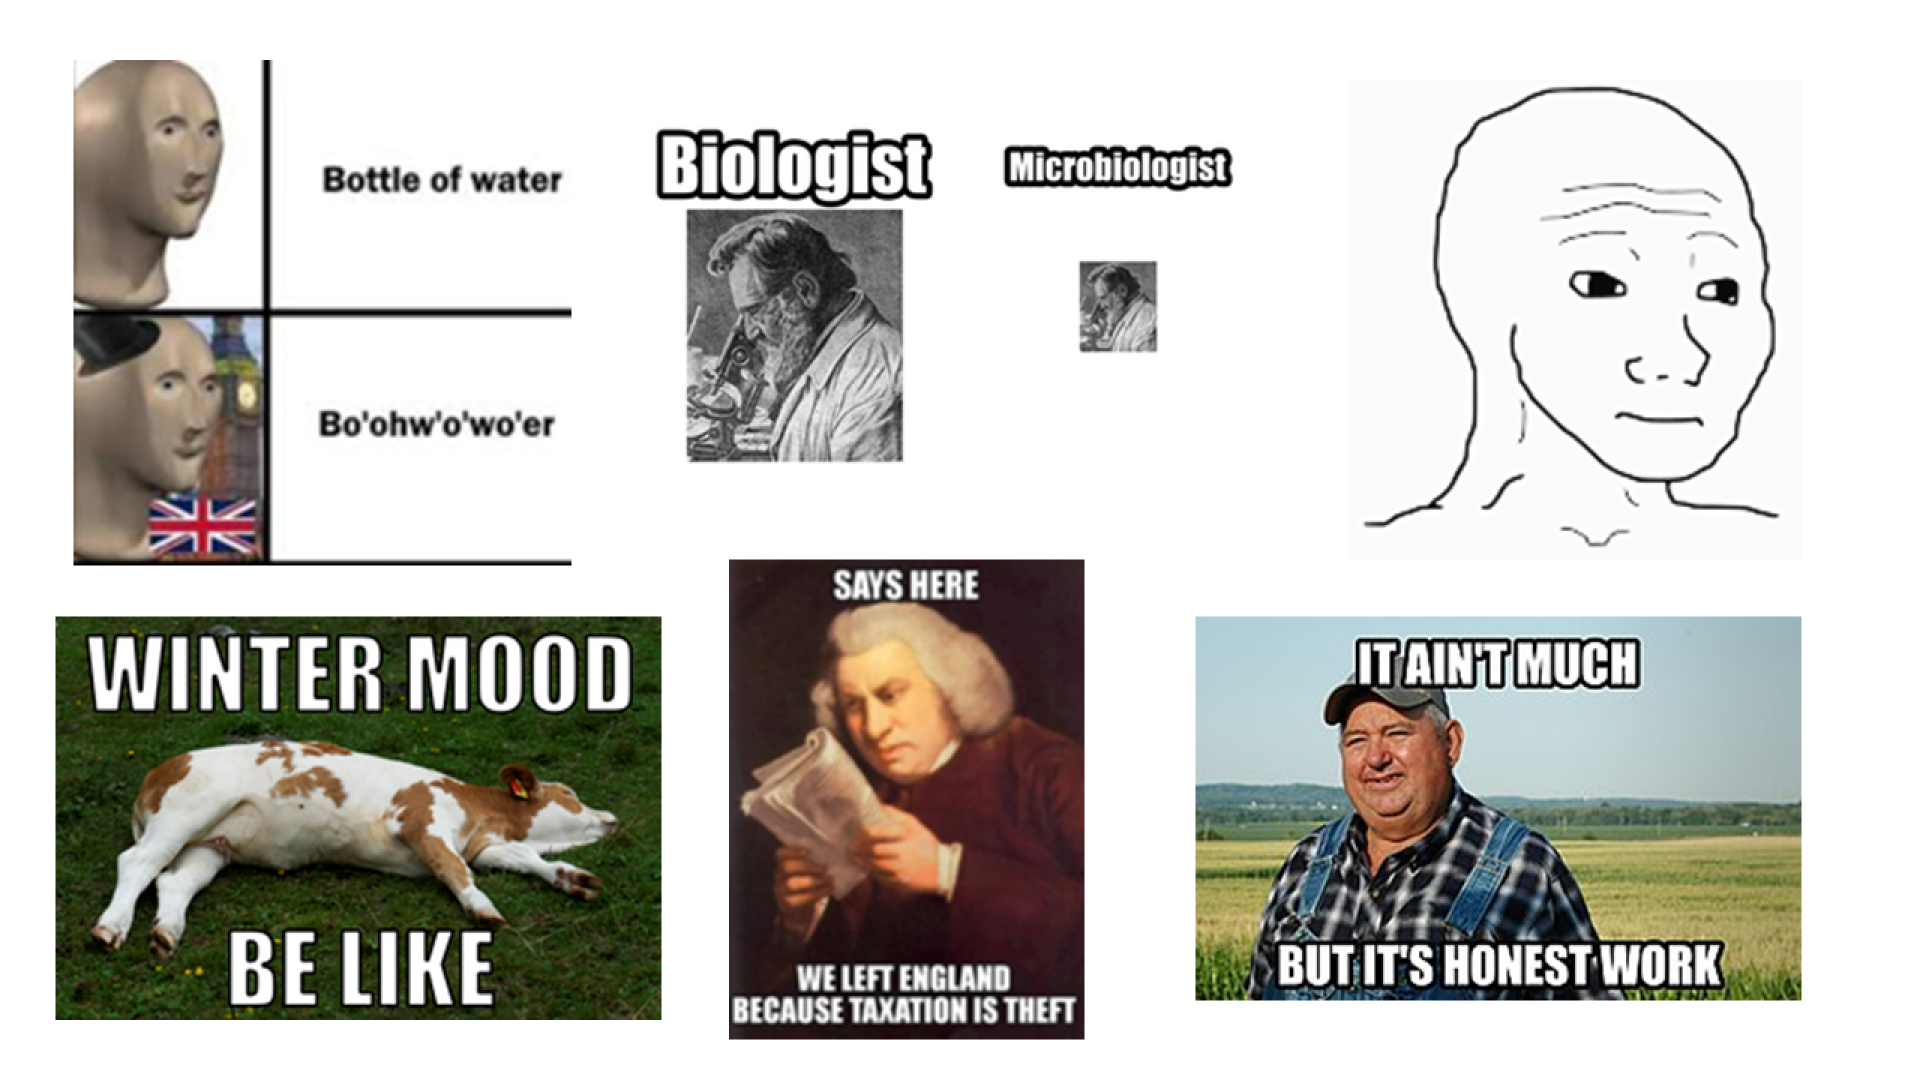 Bottle of water
Bo'ohw'o'wo'er
Biologist
Microbiologist
WINTER MOOD
BE LIKE
SAYS HERE
WE LEFT ENGLAND
BECAUSE TAXATION IS THEFT
IT AIN'T MUCH
BUT IT'S HONEST WORK